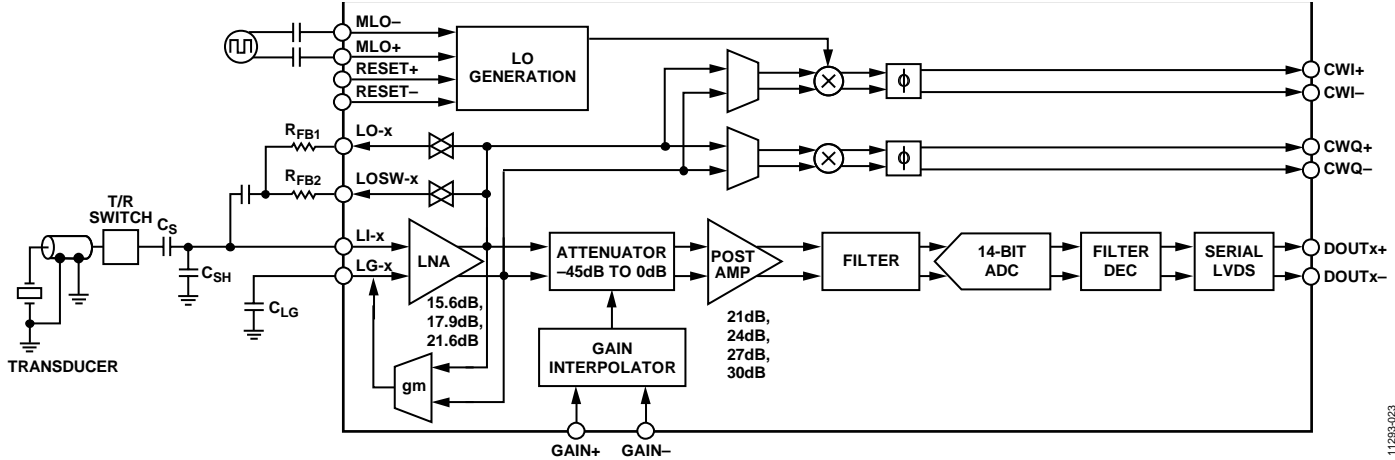 MLO–
MLO+
RESET+
RESET–
LO
GENERATION
CWI+
CWI–
R_FB1
LO-x
R_FB2
LOSW-x
CWQ+
CWQ–
T/R
SWITCH
C_S
LI-x
LG-x
LNA
C_SH
C_LG
TRANSDUCER
15.6dB,
17.9dB,
21.6dB
gm
ATTENUATOR
–45dB TO 0dB
GAIN
INTERPOLATOR
GAIN+
GAIN–
POST
AMP
21dB,
24dB,
27dB,
30dB
FILTER
14-BIT
ADC
FILTER
DEC
SERIAL
LVDS
DOUTx+
DOUTx–
ϕ
ϕ
11293-023